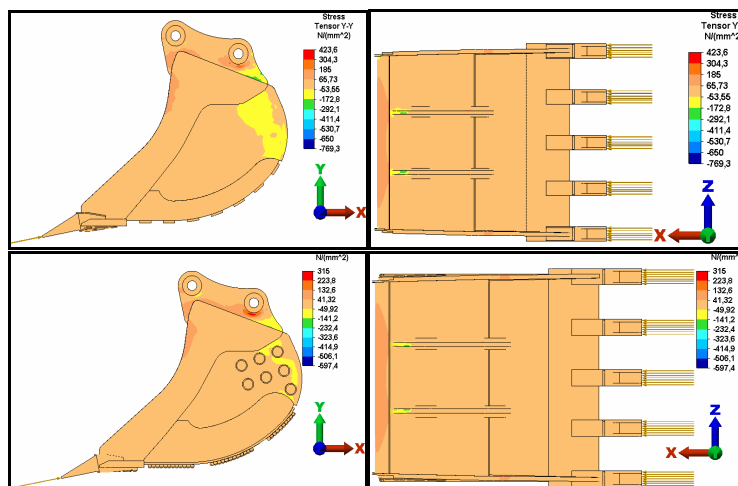 Stress
Tensor Y-Y
N/(mm^2)
423,6
304,3
185
65,73
-53,55
-172,8
-292,1
-411,4
-530,7
-650
-769,3
Y
X
Stress
Tensor Y
N/(mm^2
423,6
304,3
185
65,73
-53,55
-172,8
-292,1
-411,4
-530,7
-650
-769,3
Z
X
N/(mm^2)
315
223,8
132,6
41,32
-49,92
-141,2
-232,4
-323,6
-414,9
-506,1
-597,4
Y
X
N/(mm^
315
223,8
132,6
41,32
-49,92
-141,2
-232,4
-323,6
-414,9
-506,1
-597,4
Z
X